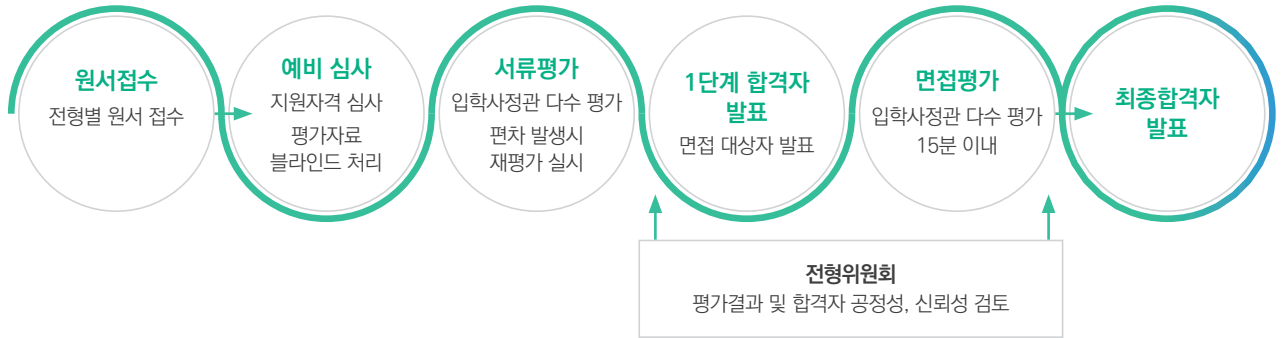 원서접수
전형별 원서 접수
예비 심사
지원자격 심사
평가자료
블라인드 처리
서류평가
입학사정관 다수 평가
편차 발생시
재평가 실시
1단계 합격자
발표
면접 대상자 발표
면접평가
입학사정관 다수 평가
15분 이내
최종합격자
발표
전형위원회
평가결과 및 합격자 공정성, 신뢰성 검토